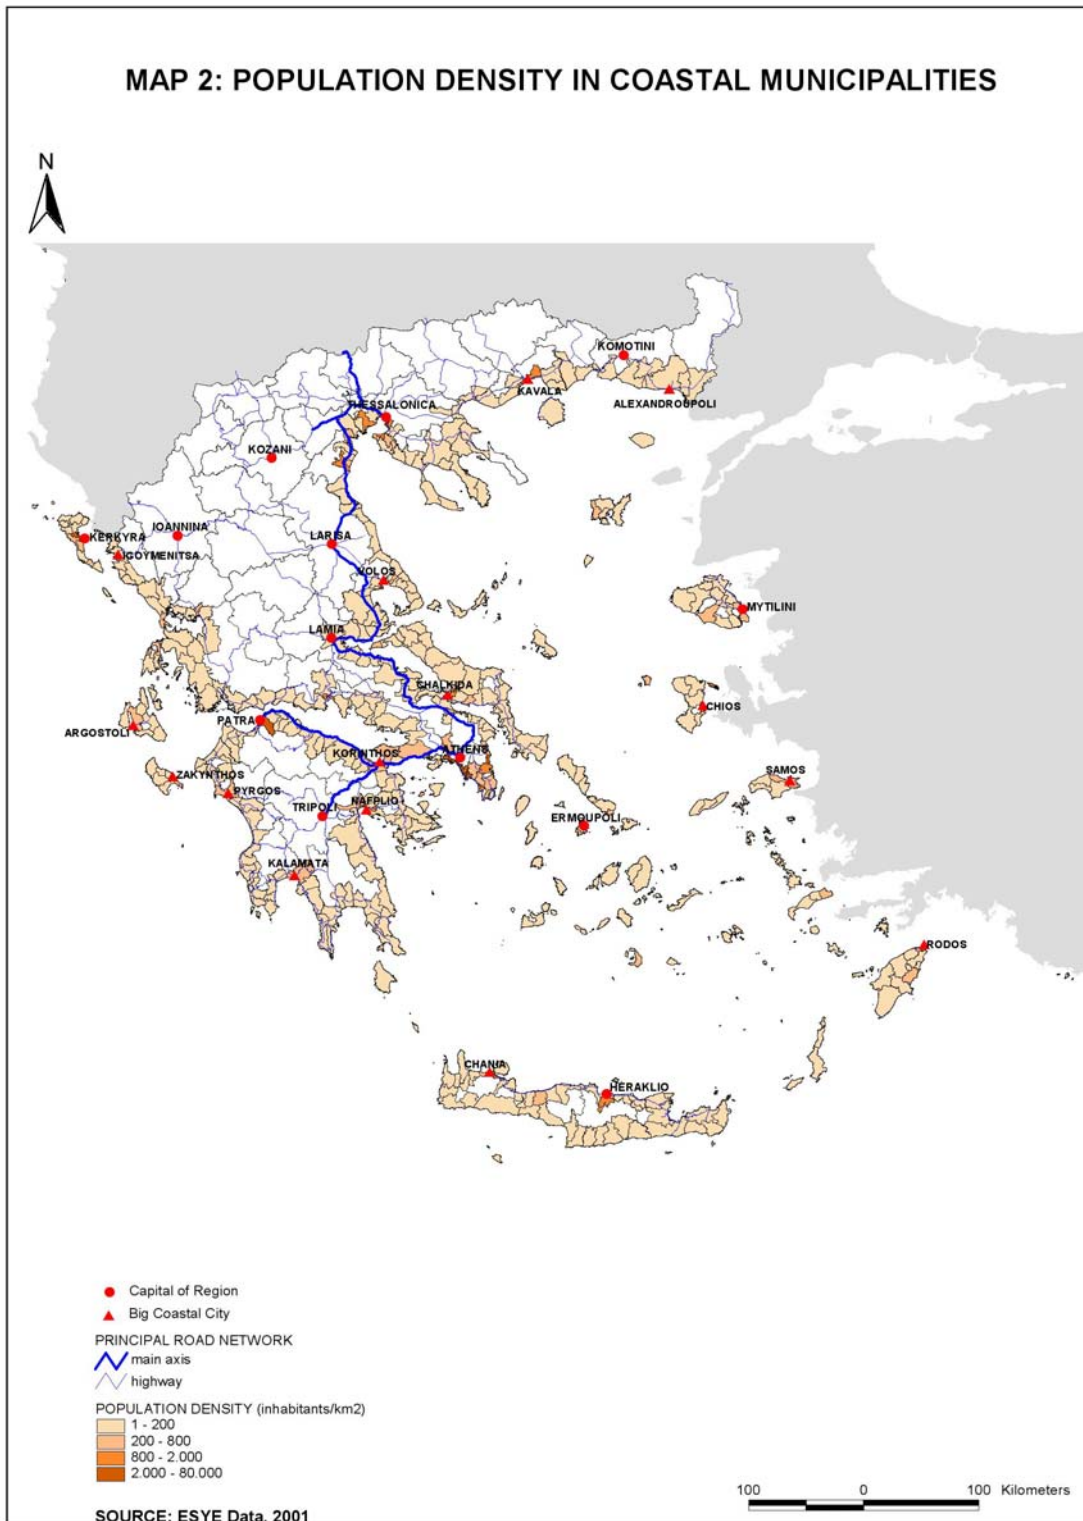 MAP 2: POPULATION DENSITY IN COASTAL MUNICIPALITIES
N
KOMOTINI
KAVALA
ALEXANDROUPOLI
THESSALONICA
KOZANI
IOANNINA
KERKYRA
IGOYMENITSA
LARISA
VOLOS
MYTILINI
LAMIA
CHALKIDA
CHIOS
PATRA
ARGOSTOLI
KORINTHOS
ATHENS
ZAKYNTHOS
SAMOS
PYRGOS
TRIPOLI
NAFPLIO
ERMOUPOLI
KALAMATA
RODOS
CHANIA
HERAKLIO
Capital of Region
Big Coastal City
PRINCIPAL ROAD NETWORK
main axis
highway
POPULATION DENSITY (inhabitants/km2)
1 - 200
200 - 800
800 - 2.000
2.000 - 80.000
100 0 100 Kilometers
SOURCE: ESYE Data, 2001